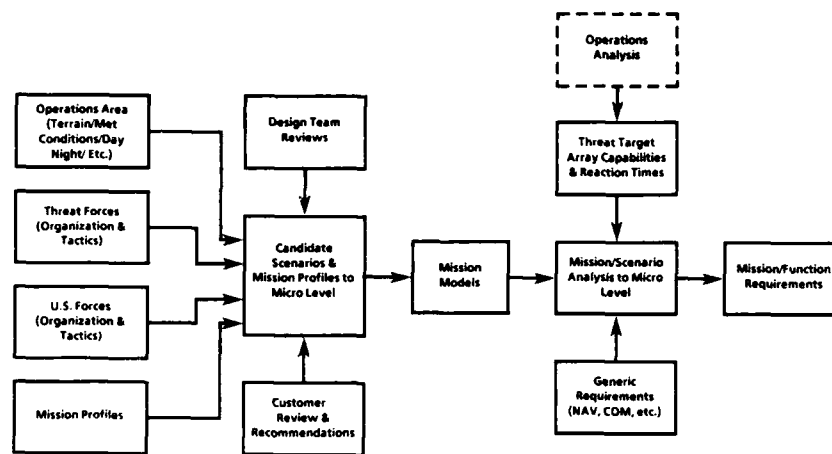 Operations
Analysis
Operations Area
(Terrain/Met
Conditions/Day
Night/ Etc.)
Design Team
Reviews
Threat Target
Array Capabilities
& Reaction Times
Threat Forces
(Organization &
Tactics)
Candidate
Scenarios &
Mission Profiles to
Micro Level
Mission
Models
Mission/Scenario
Analysis to Micro
Level
Mission/Function
Requirements
U.S. Forces
(Organization &
Tactics)
Mission Profiles
Customer
Review &
Recommendations
Generic
Requirements
(NAV, COM, etc.)